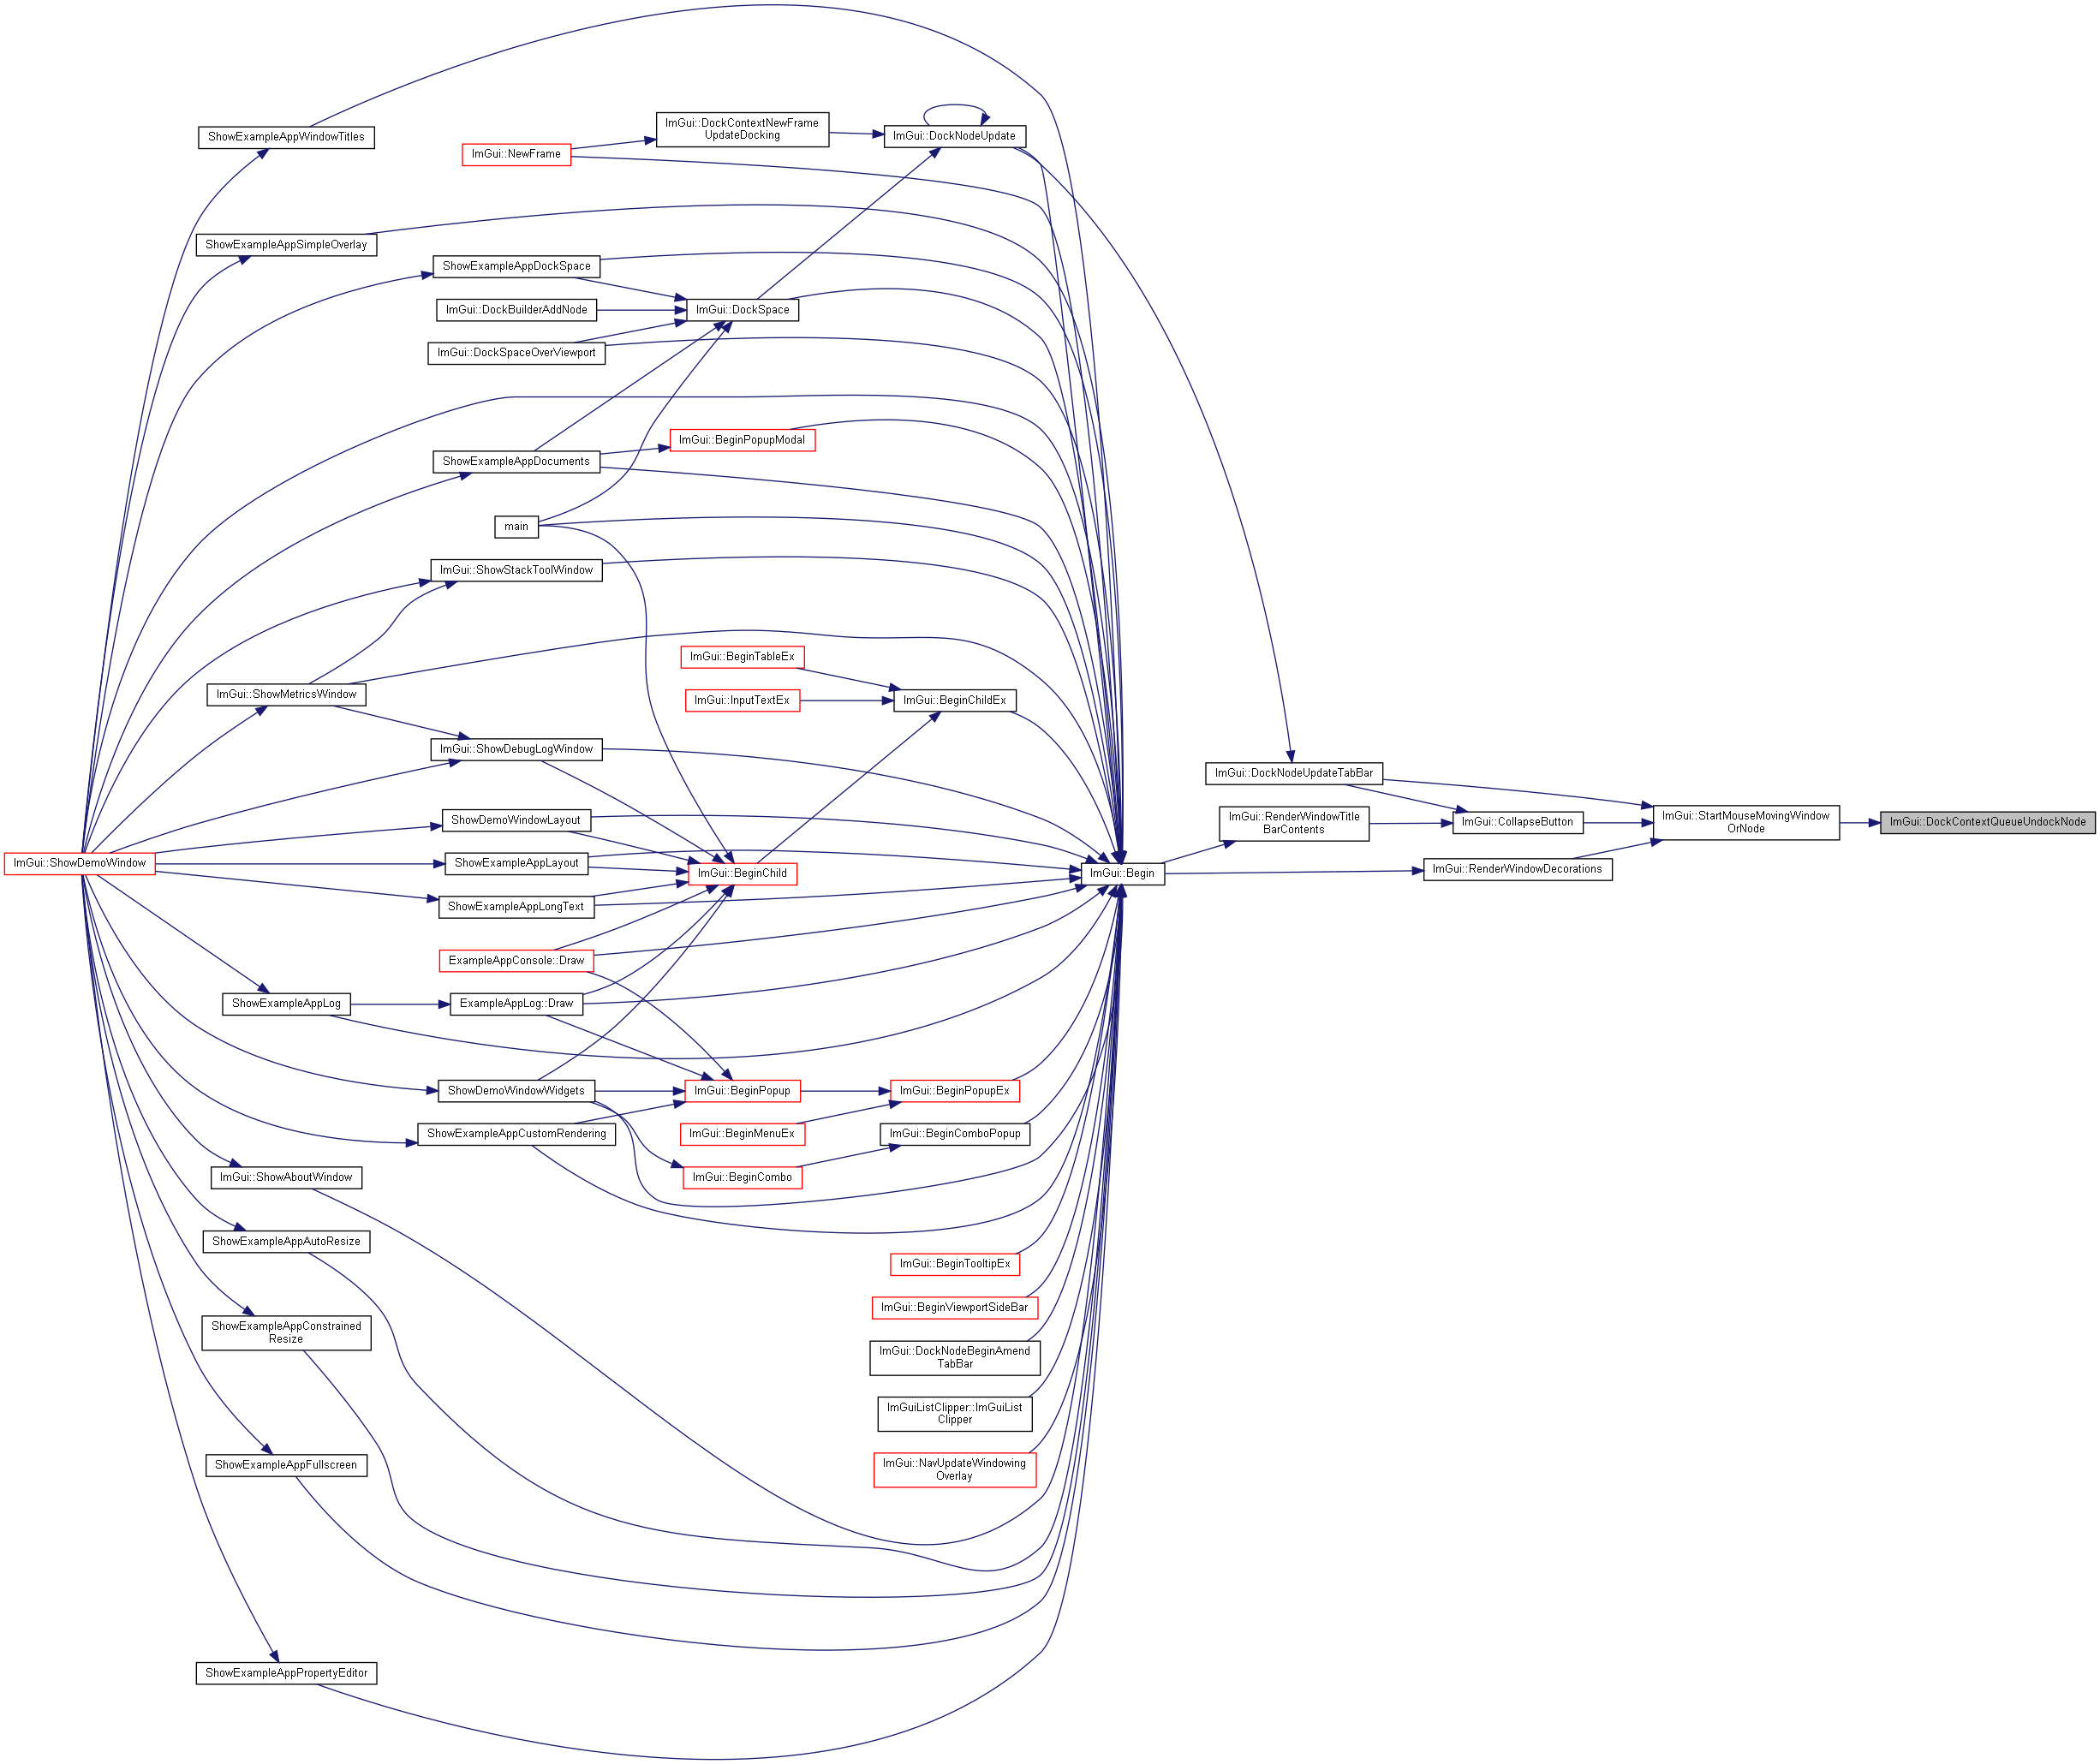 ShowExampleAppWindowTitles
ImGui::DockContextNewFrame
UpdateDocking
ImGui::DockNodeUpdate
ImGui::NewFrame
ShowExampleAppSimpleOverlay
ShowExampleAppDockSpace
ImGui::DockBuilderAddNode
ImGui::DockSpace
ImGui::DockSpaceOverViewport
ImGui::BeginPopupModal
ShowExampleAppDocuments
main
ImGui::ShowStackToolWindow
ImGui::BeginTableEx
ImGui::ShowMetricsWindow
ImGui::InputTextEx
ImGui::BeginChildEx
ImGui::ShowDebugLogWindow
ImGui::DockNodeUpdateTabBar
ShowDemoWindowLayout
ImGui::RenderWindowTitle
BarContents
ImGui::CollapseButton
ImGui::StartMouseMovingWindow
OrNode
ImGui::DockContextQueueUndockNode
ImGui::ShowDemoWindow
ShowExampleAppLayout
ImGui::BeginChild
ImGui::Begin
ImGui::RenderWindowDecorations
ShowExampleAppLongText
ExampleAppConsole::Draw
ShowExampleAppLog
ExampleAppLog::Draw
ShowDemoWindowWidgets
ImGui::BeginPopup
ImGui::BeginPopupEx
ShowExampleAppCustomRendering
ImGui::BeginMenuEx
ImGui::BeginComboPopup
ImGui::ShowAboutWindow
ImGui::BeginCombo
ShowExampleAppAutoResize
ImGui::BeginTooltipEx
ImGui::BeginViewportSideBar
ShowExampleAppConstrained
Resize
ImGui::DockNodeBeginAmend
TabBar
ImGuiListClipper::ImGuiList
Clipper
ShowExampleAppFullscreen
ImGui::NavUpdateWindowing
Overlay
ShowExampleAppPropertyEditor